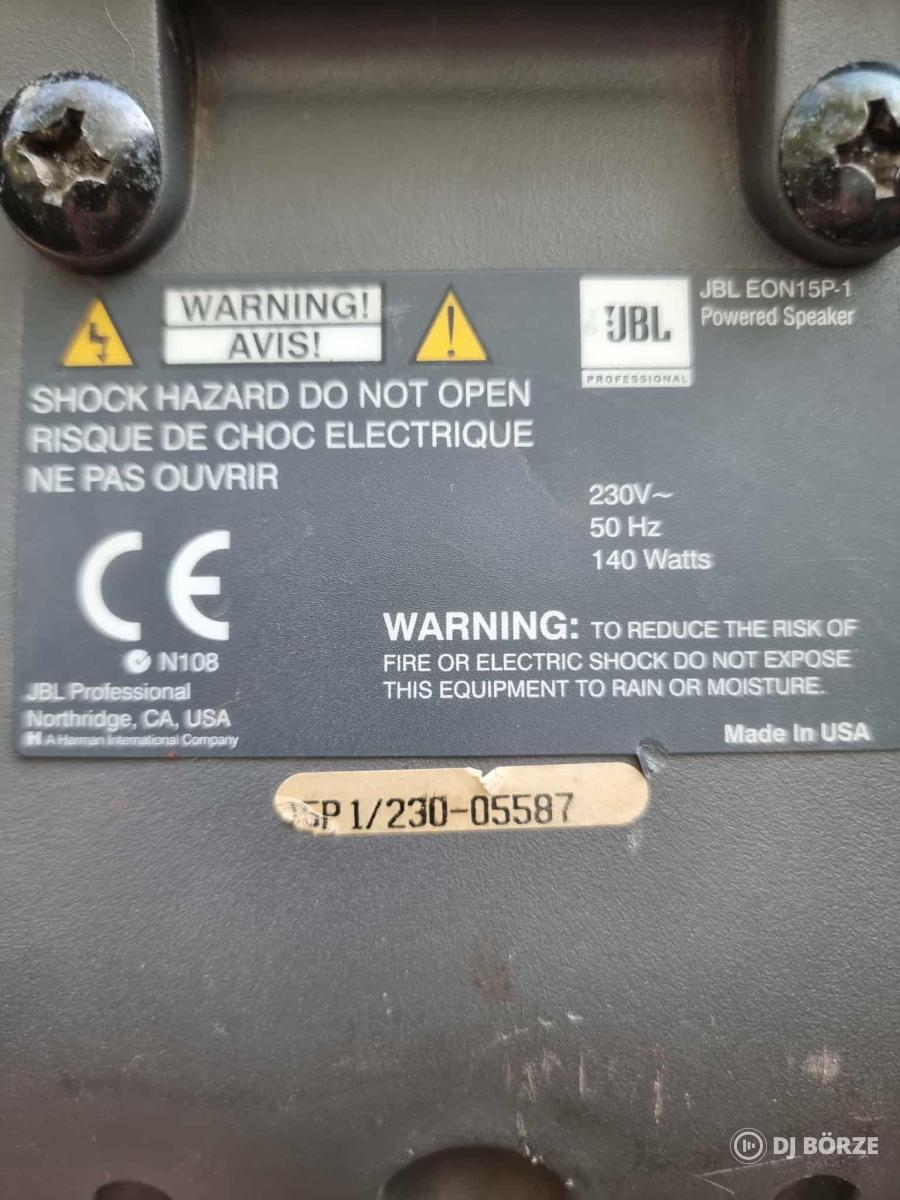 WARNING!
AVIS!
SHOCK HAZARD DO NOT OPEN
RISQUE DE CHOC ELECTRIQUE
NE PAS OUVRIR
JBL
PROFESSIONAL
JBL EON15P-1
Powered Speaker
230V~
50 Hz
140 Watts
CE
N108
JBL Professional
Northridge, CA, USA
H A Harman International Company
WARNING: TO REDUCE THE RISK OF
FIRE OR ELECTRIC SHOCK DO NOT EXPOSE
THIS EQUIPMENT TO RAIN OR MOISTURE.
Made In USA
15P1/230-05587
DJ BÖRZE